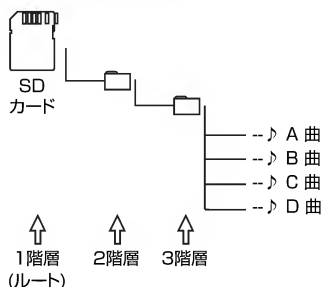 SD
カード
--♪ A 曲
--♪ B 曲
--♪ C 曲
--♪ D 曲
1階層
(ルート)
2階層
3階層